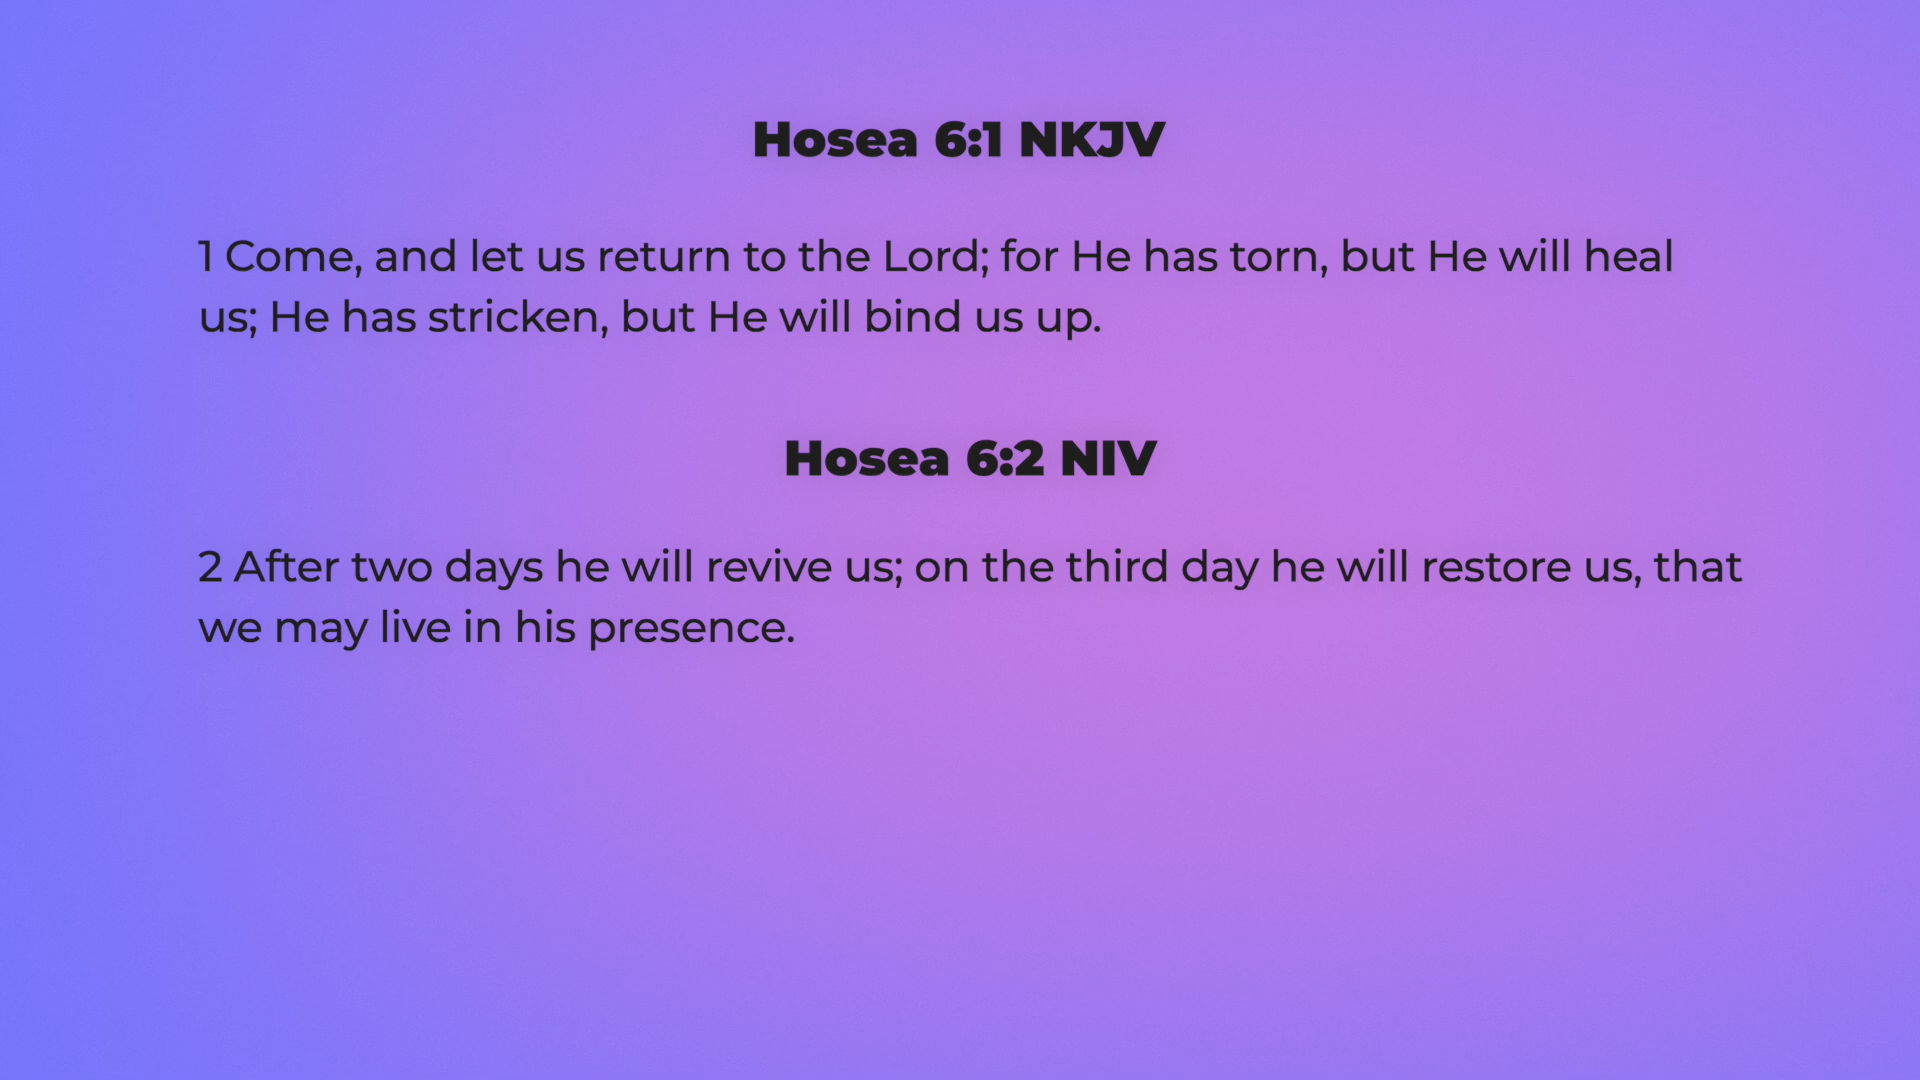 Hosea 6:1 NKJV
1 Come, and let us return to the Lord; for He has torn, but He will heal
us; He has stricken, but He will bind us up.
Hosea 6:2 NIV
2 After two days he will revive us; on the third day he will restore us, that
we may live in his presence.